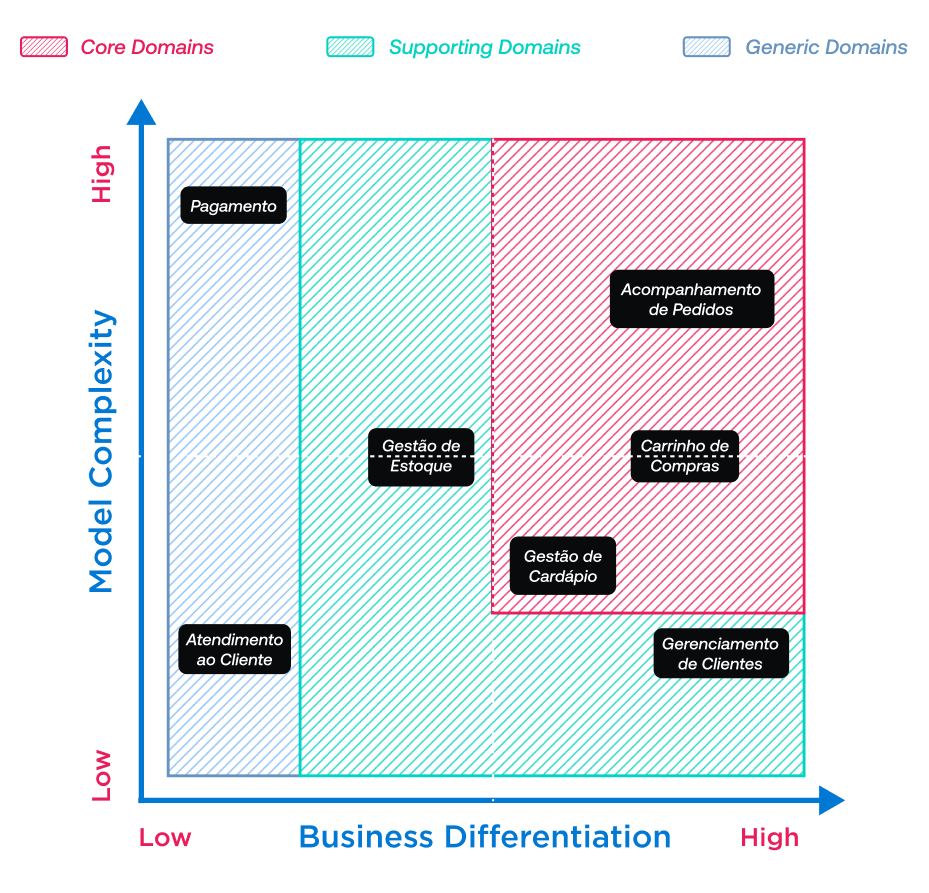 Core Domains
Supporting Domains
Generic Domains
High
Model Complexity
Low
Pagamento
Acompanhamento
de Pedidos
Gestão de
Estoque
Carrinho de
Compras
Gestão de
Cardápio
Atendimento
ao Cliente
Gerenciamento
de Clientes
Low
Business Differentiation
High